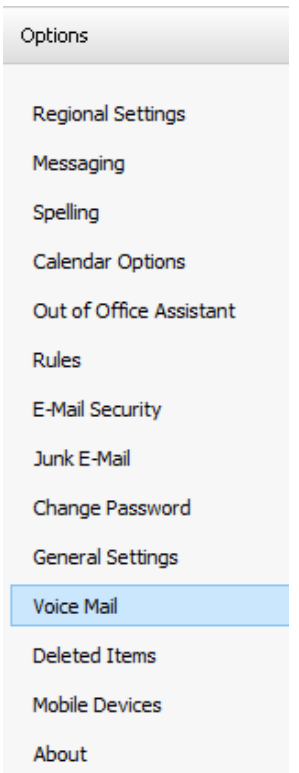 Options
Regional Settings
Messaging
Spelling
Calendar Options
Out of Office Assistant
Rules
E-Mail Security
Junk E-Mail
Change Password
General Settings
Voice Mail
Deleted Items
Mobile Devices
About